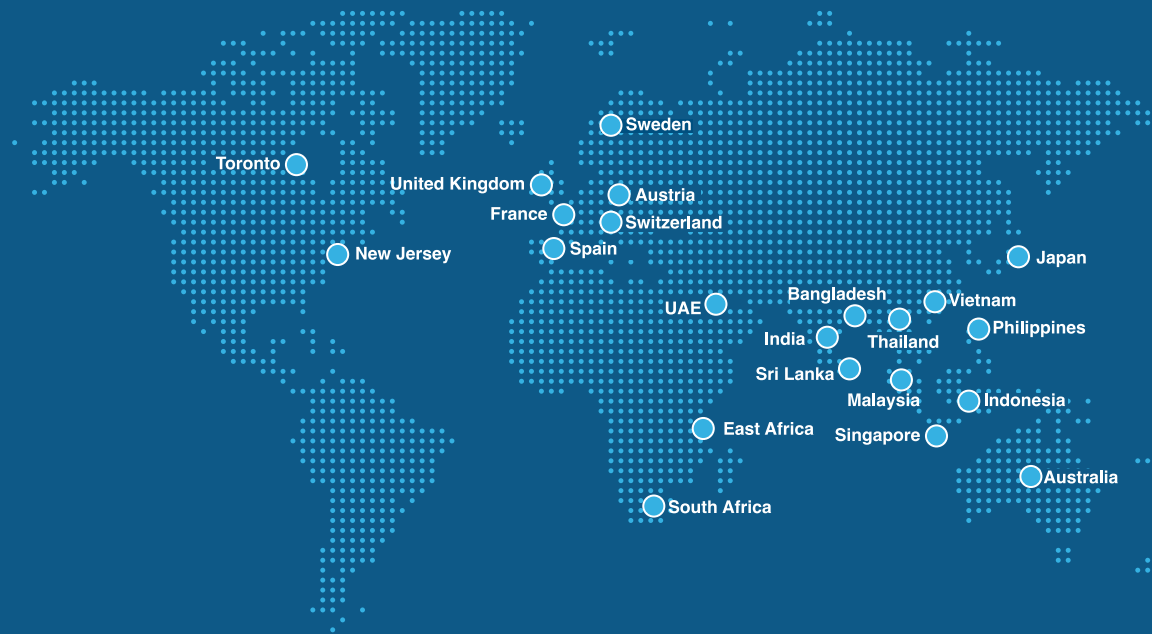 Sweden
Toronto
United Kingdom
Austria
France
Switzerland
Spain
New Jersey
Japan
Bangladesh
Vietnam
UAE
Philippines
India
Thailand
Sri Lanka
Malaysia
Indonesia
East Africa
Singapore
Australia
South Africa